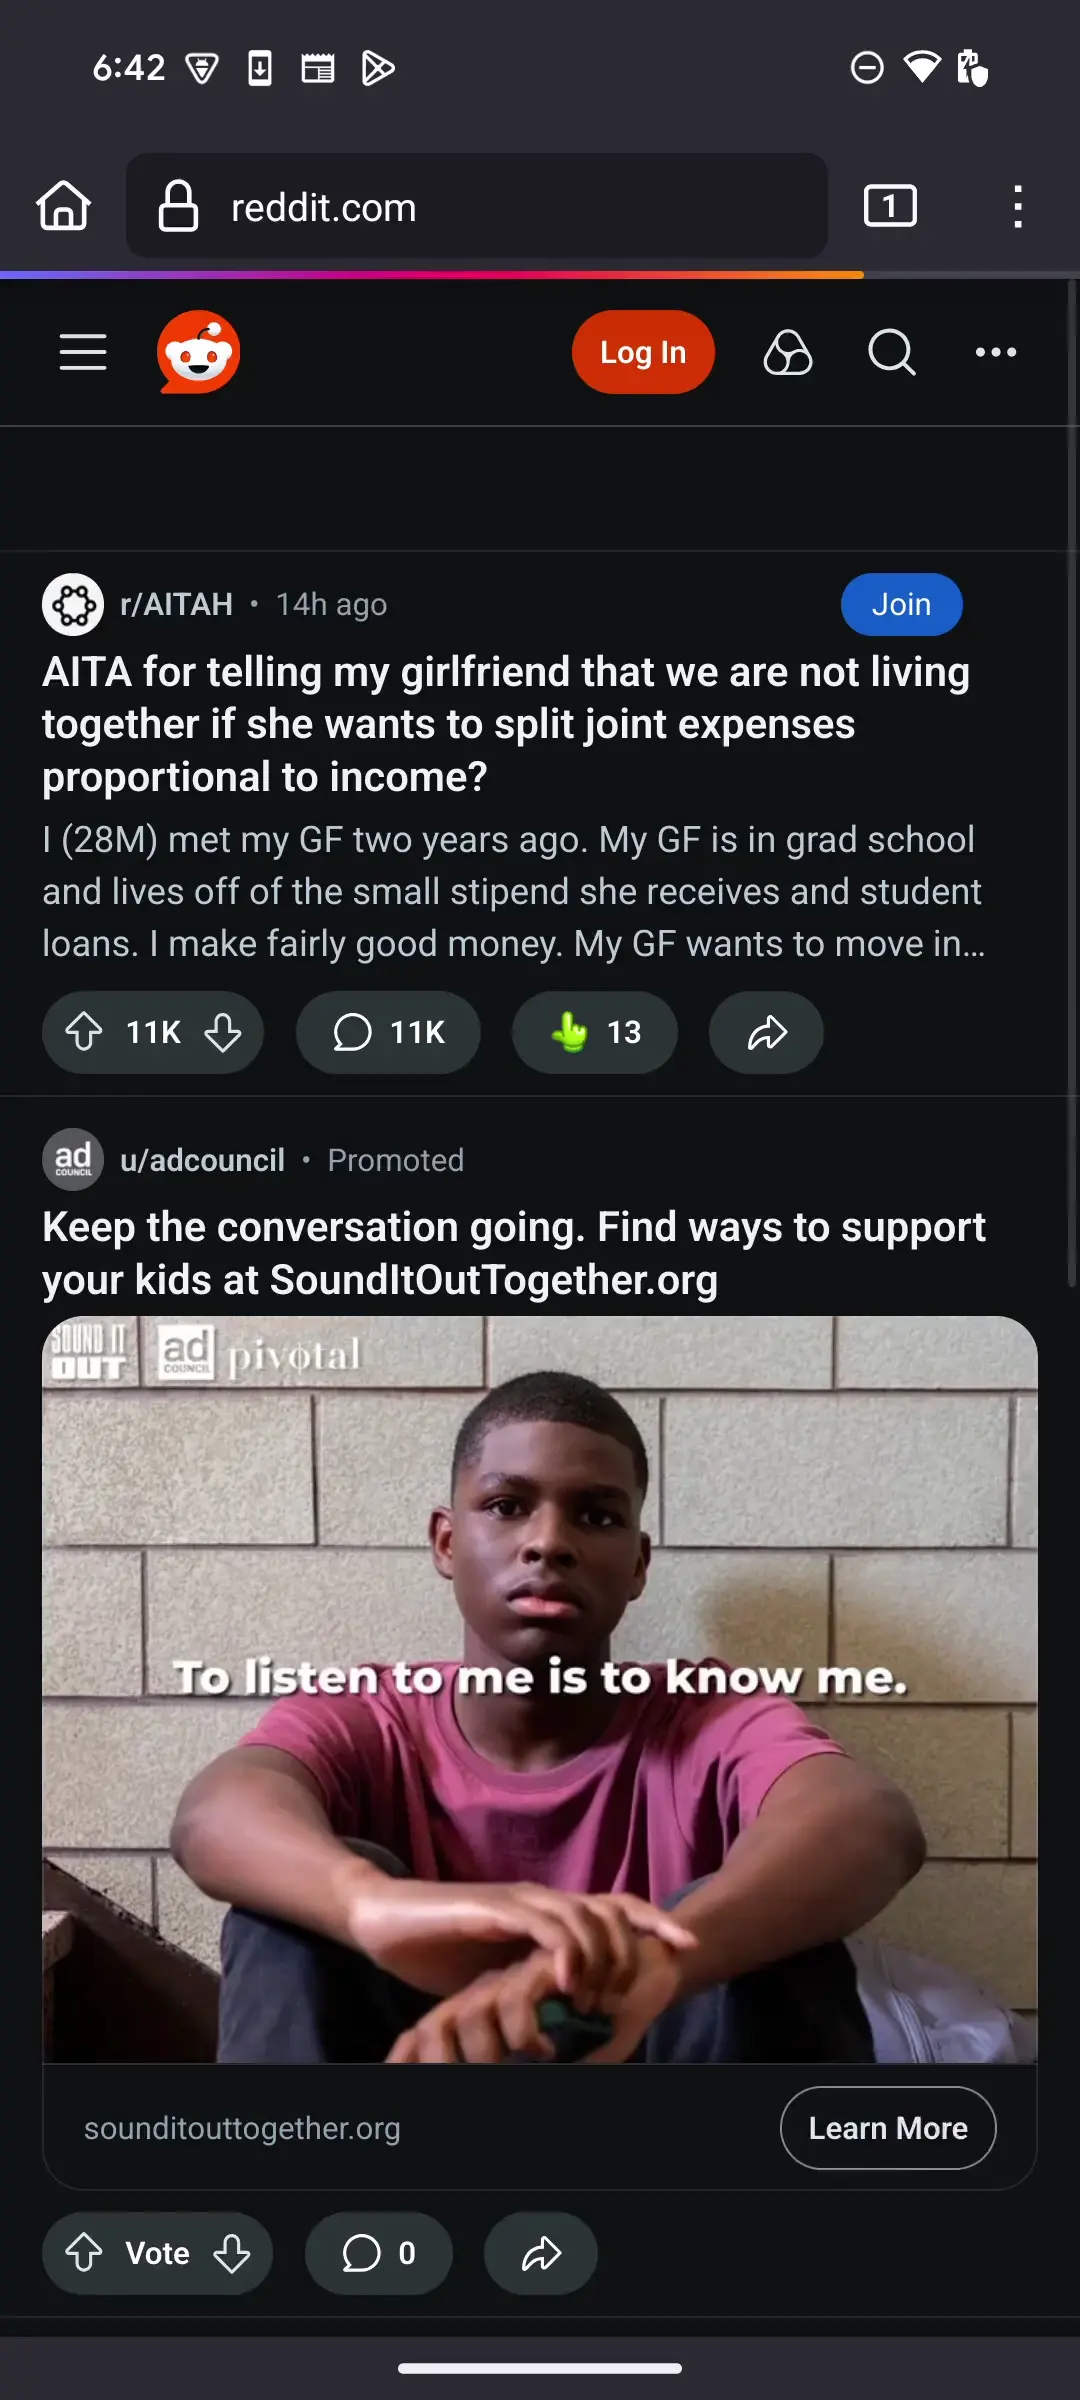 6:42
reddit.com
1
Log In
r/AITAH • 14h ago
Join
AITA for telling my girlfriend that we are not living
together if she wants to split joint expenses
proportional to income?
I (28M) met my GF two years ago. My GF is in grad school
and lives off of the small stipend she receives and student
loans. I make fairly good money. My GF wants to move in…
11K
11K
13
ad
COUNCIL
u/adcouncil • Promoted
Keep the conversation going. Find ways to support
your kids at SoundItOutTogether.org
SOUND IT
OUT
ad
COUNCIL
pivotal
To listen to me is to know me.
sounditouttogether.org
Learn More
Vote
0